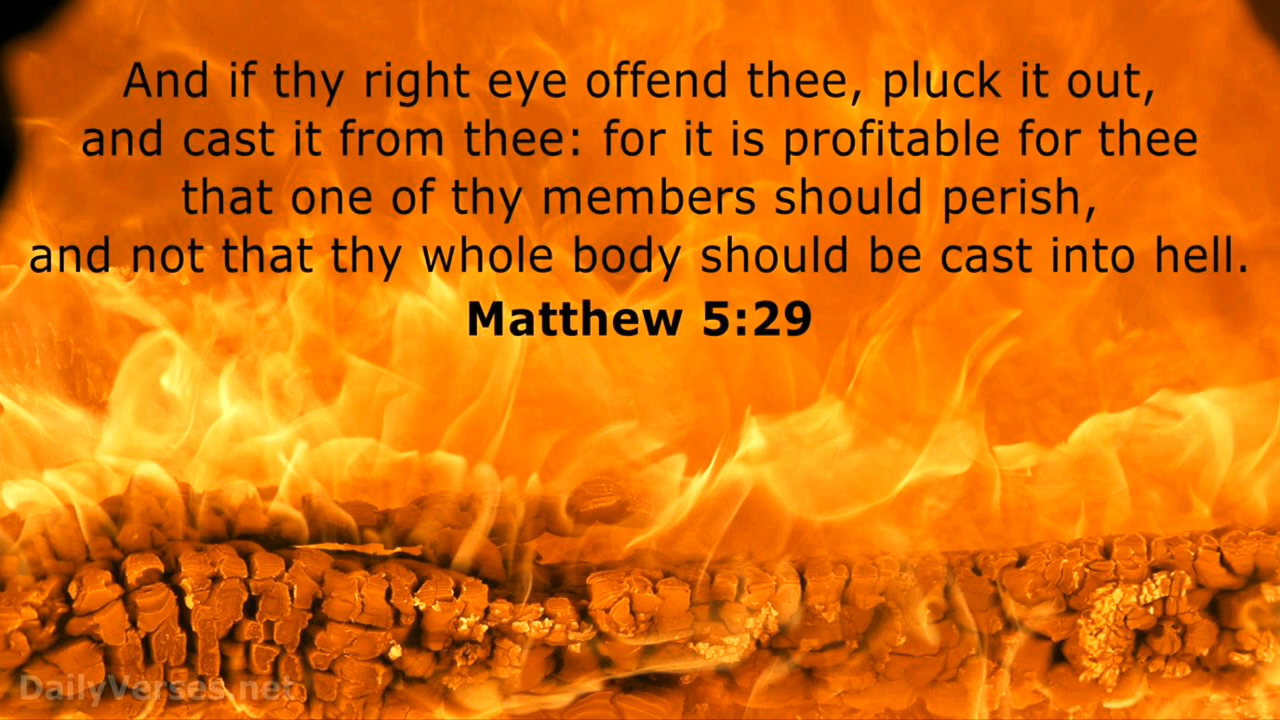 And if thy right eye offend thee, pluck it out,
and cast it from thee: for it is profitable for thee
that one of thy members should perish,
and not that thy whole body should be cast into hell.
Matthew 5:29
DailyVerses.net